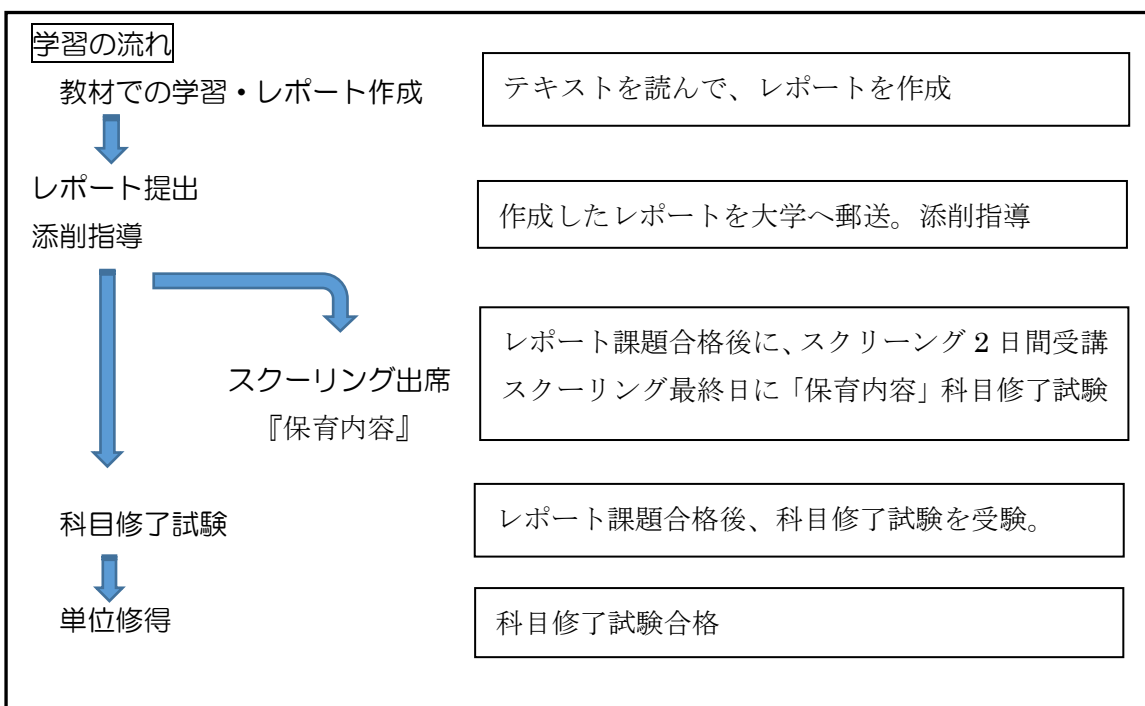 学習の流れ
教材での学習・レポート作成
テキストを読んで、レポートを作成
レポート提出
添削指導
作成したレポートを大学へ郵送。添削指導
スクーリング出席
『保育内容』
レポート課題合格後に、スクリーング 2 日間受講
スクーリング最終日に「保育内容」科目修了試験
科目修了試験
レポート課題合格後、科目修了試験を受験。
単位修得
科目修了試験合格